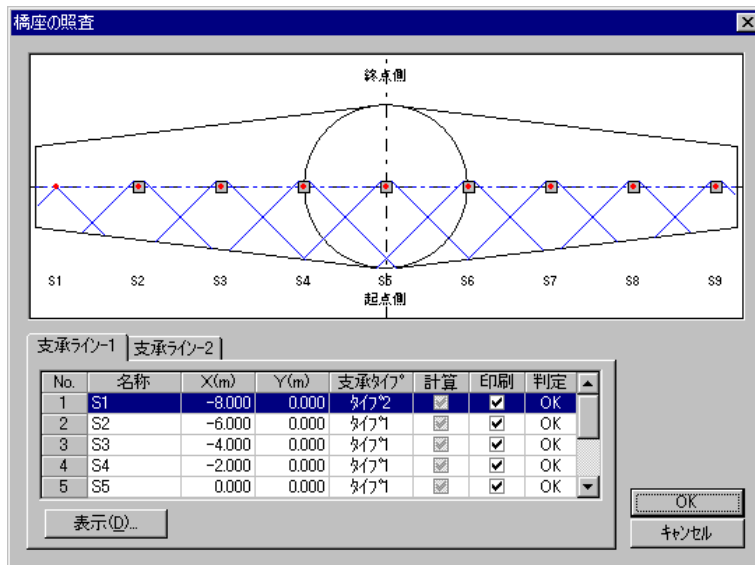 橋座の照査
終点側
S1 S2 S3 S4 S5 S6 S7 S8 S9
起点側
支承ﾗｲﾝ-1 支承ﾗｲﾝ-2
No. 名称 X(m) Y(m) 支承ﾀｲﾌﾟ 計算 印刷 判定
1 S1 -8.000 0.000 ﾀｲﾌﾟ2 OK
2 S2 -6.000 0.000 ﾀｲﾌﾟ1 OK
3 S3 -4.000 0.000 ﾀｲﾌﾟ1 OK
4 S4 -2.000 0.000 ﾀｲﾌﾟ1 OK
5 S5 0.000 0.000 ﾀｲﾌﾟ1 OK
表示(D)...
OK
ｷｬﾝｾﾙ